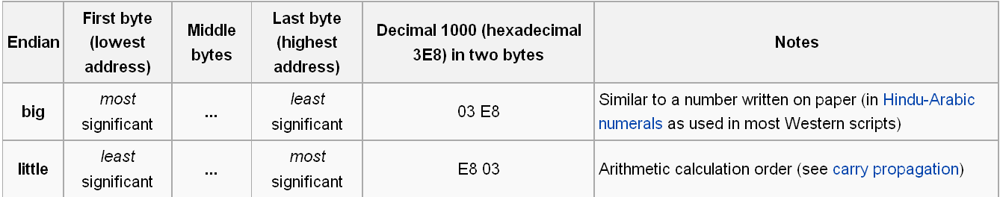 Endian
First byte
(lowest
address)
Middle
bytes
Last byte
(highest
address)
Decimal 1000 (hexadecimal
3E8) in two bytes
Notes
big
most
significant
...
least
significant
03 E8
Similar to a number written on paper (in Hindu-Arabic
numerals as used in most Western scripts)
little
least
significant
...
most
significant
E8 03
Arithmetic calculation order (see carry propagation)